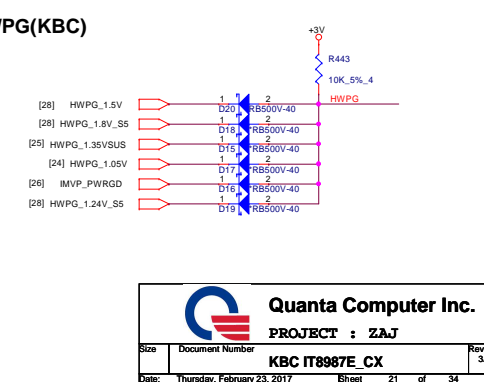 PG(KBC)
+3V
R443
10K_5%_4
HWPG
[28] HWPG_1.5V 1 2
D20 RB500V-40
[28] HWPG_1.8V_S5 1 2
D18 RB500V-40
[25] HWPG_1.35VSUS 1 2
D15 RB500V-40
[24] HWPG_1.05V 1 2
D17 RB500V-40
[26] IMVP_PWRGD 1 2
D16 RB500V-40
[28] HWPG_1.24V_S5 1 2
D19 RB500V-40
Quanta Computer Inc.
PROJECT : ZAJ
Size Document Number Rev
KBC IT8987E_CX
Date: Thursday, February 23, 2017 Sheet 21 of 34